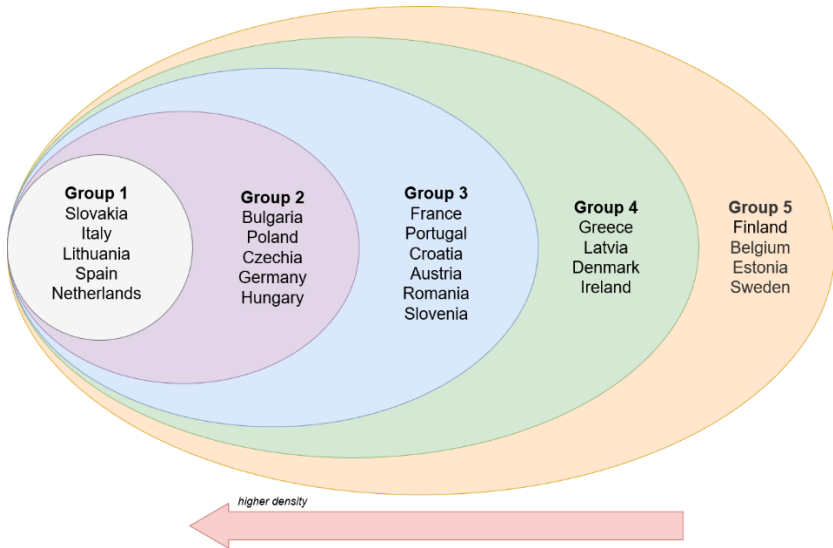 Group 1
Slovakia
Italy
Lithuania
Spain
Netherlands
Group 2
Bulgaria
Poland
Czechia
Germany
Hungary
Group 3
France
Portugal
Croatia
Austria
Romania
Slovenia
Group 4
Greece
Latvia
Denmark
Ireland
Group 5
Finland
Belgium
Estonia
Sweden
higher density